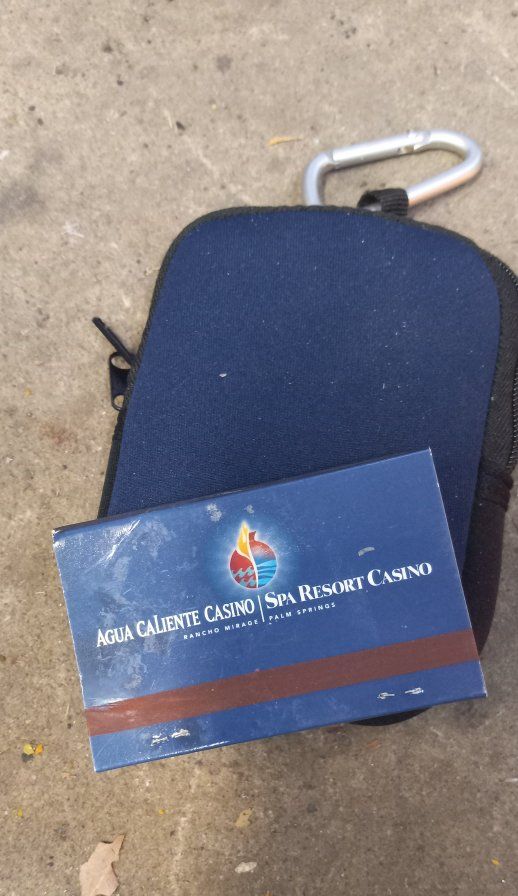 AGUA CALIENTE CASINO | SPA RESORT CASINO
RANCHO MIRAGE PALM SPRINGS